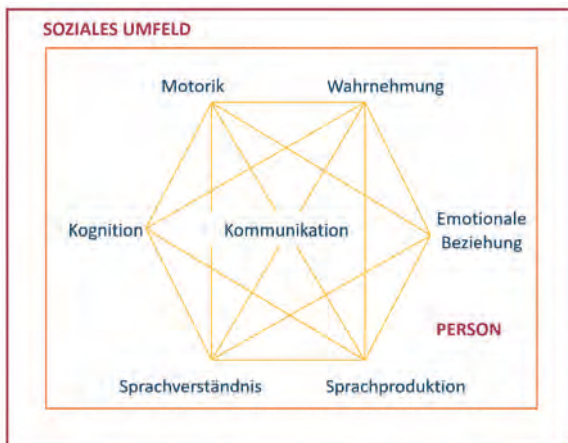 SOZIALES UMFELD
Motorik
Wahrnehmung
Kognition
Kommunikation
Emotionale
Beziehung
PERSON
Sprachverständnis
Sprachproduktion